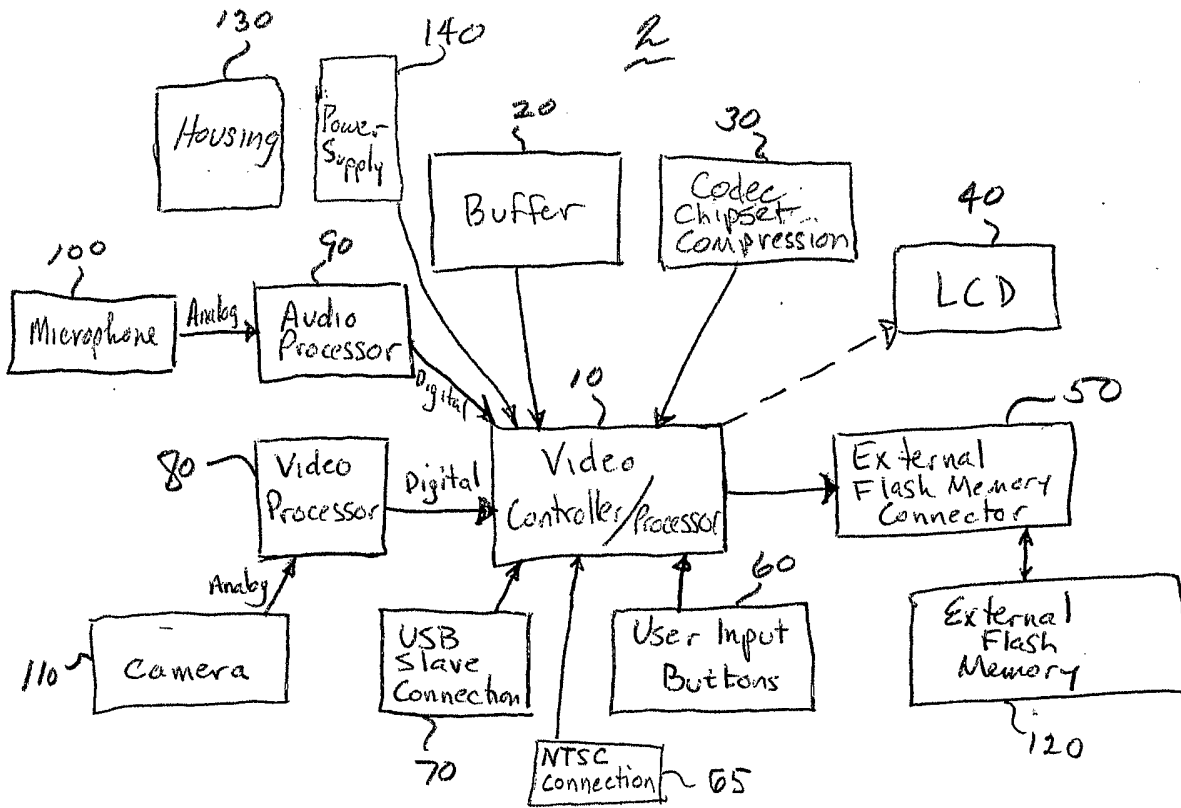 130
140
2
Housing
Power
Supply
20
Buffer
30
Codec
Chipset
Compression
40
LCD
100
Microphone
Analog
90
Audio
Processor
Digital
10
Video
Controller/Processor
50
External
Flash Memory
Connector
80
Video
Processor
Digital
Analog
110
Camera
USB
Slave
Connection
70
60
User Input
Buttons
NTSC
Connection
65
External
Flash
Memory
120